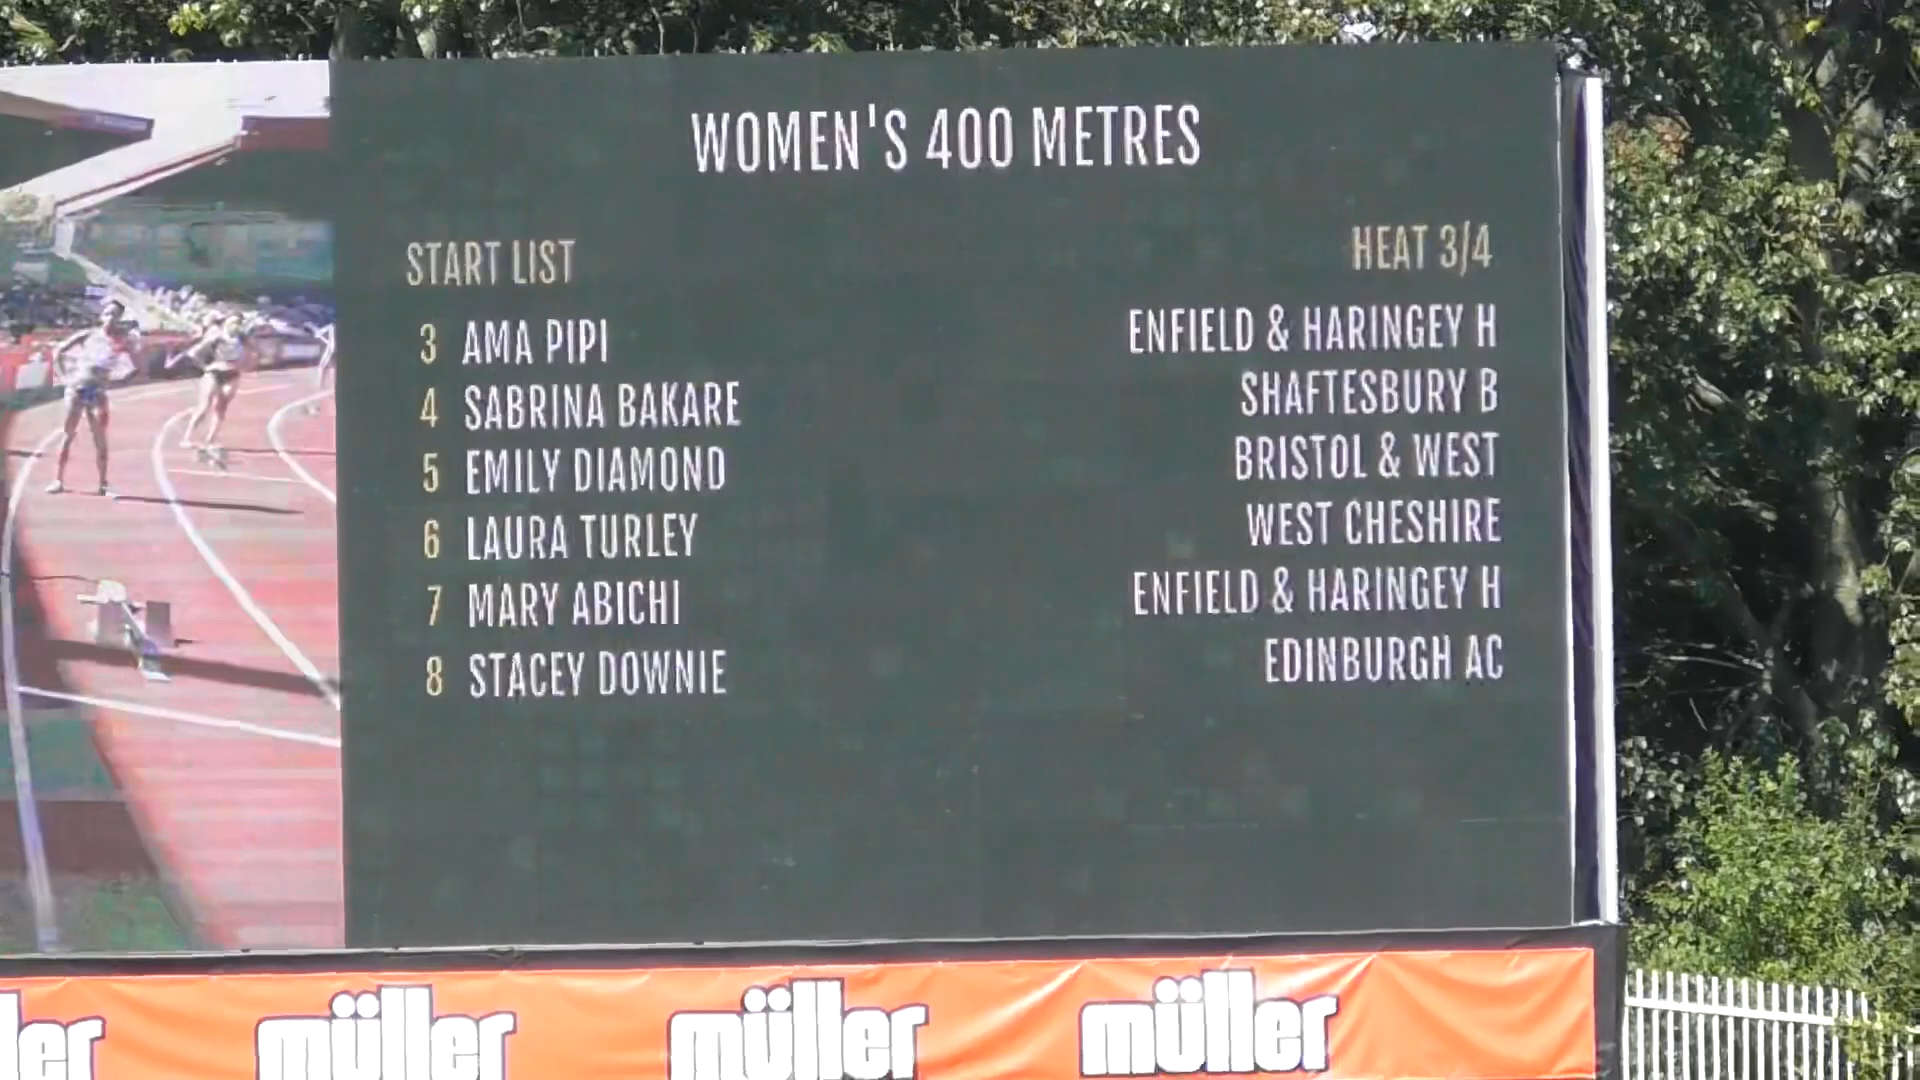 WOMEN'S 400 METRES
START LIST HEAT 3/4
3 AMA PIPI ENFIELD & HARINGEY H
4 SABRINA BAKARE SHAFTESBURY B
5 EMILY DIAMOND BRISTOL & WEST
6 LAURA TURLEY WEST CHESHIRE
7 MARY ABICHI ENFIELD & HARINGEY H
8 STACEY DOWNIE EDINBURGH AC
ler müller müller müller